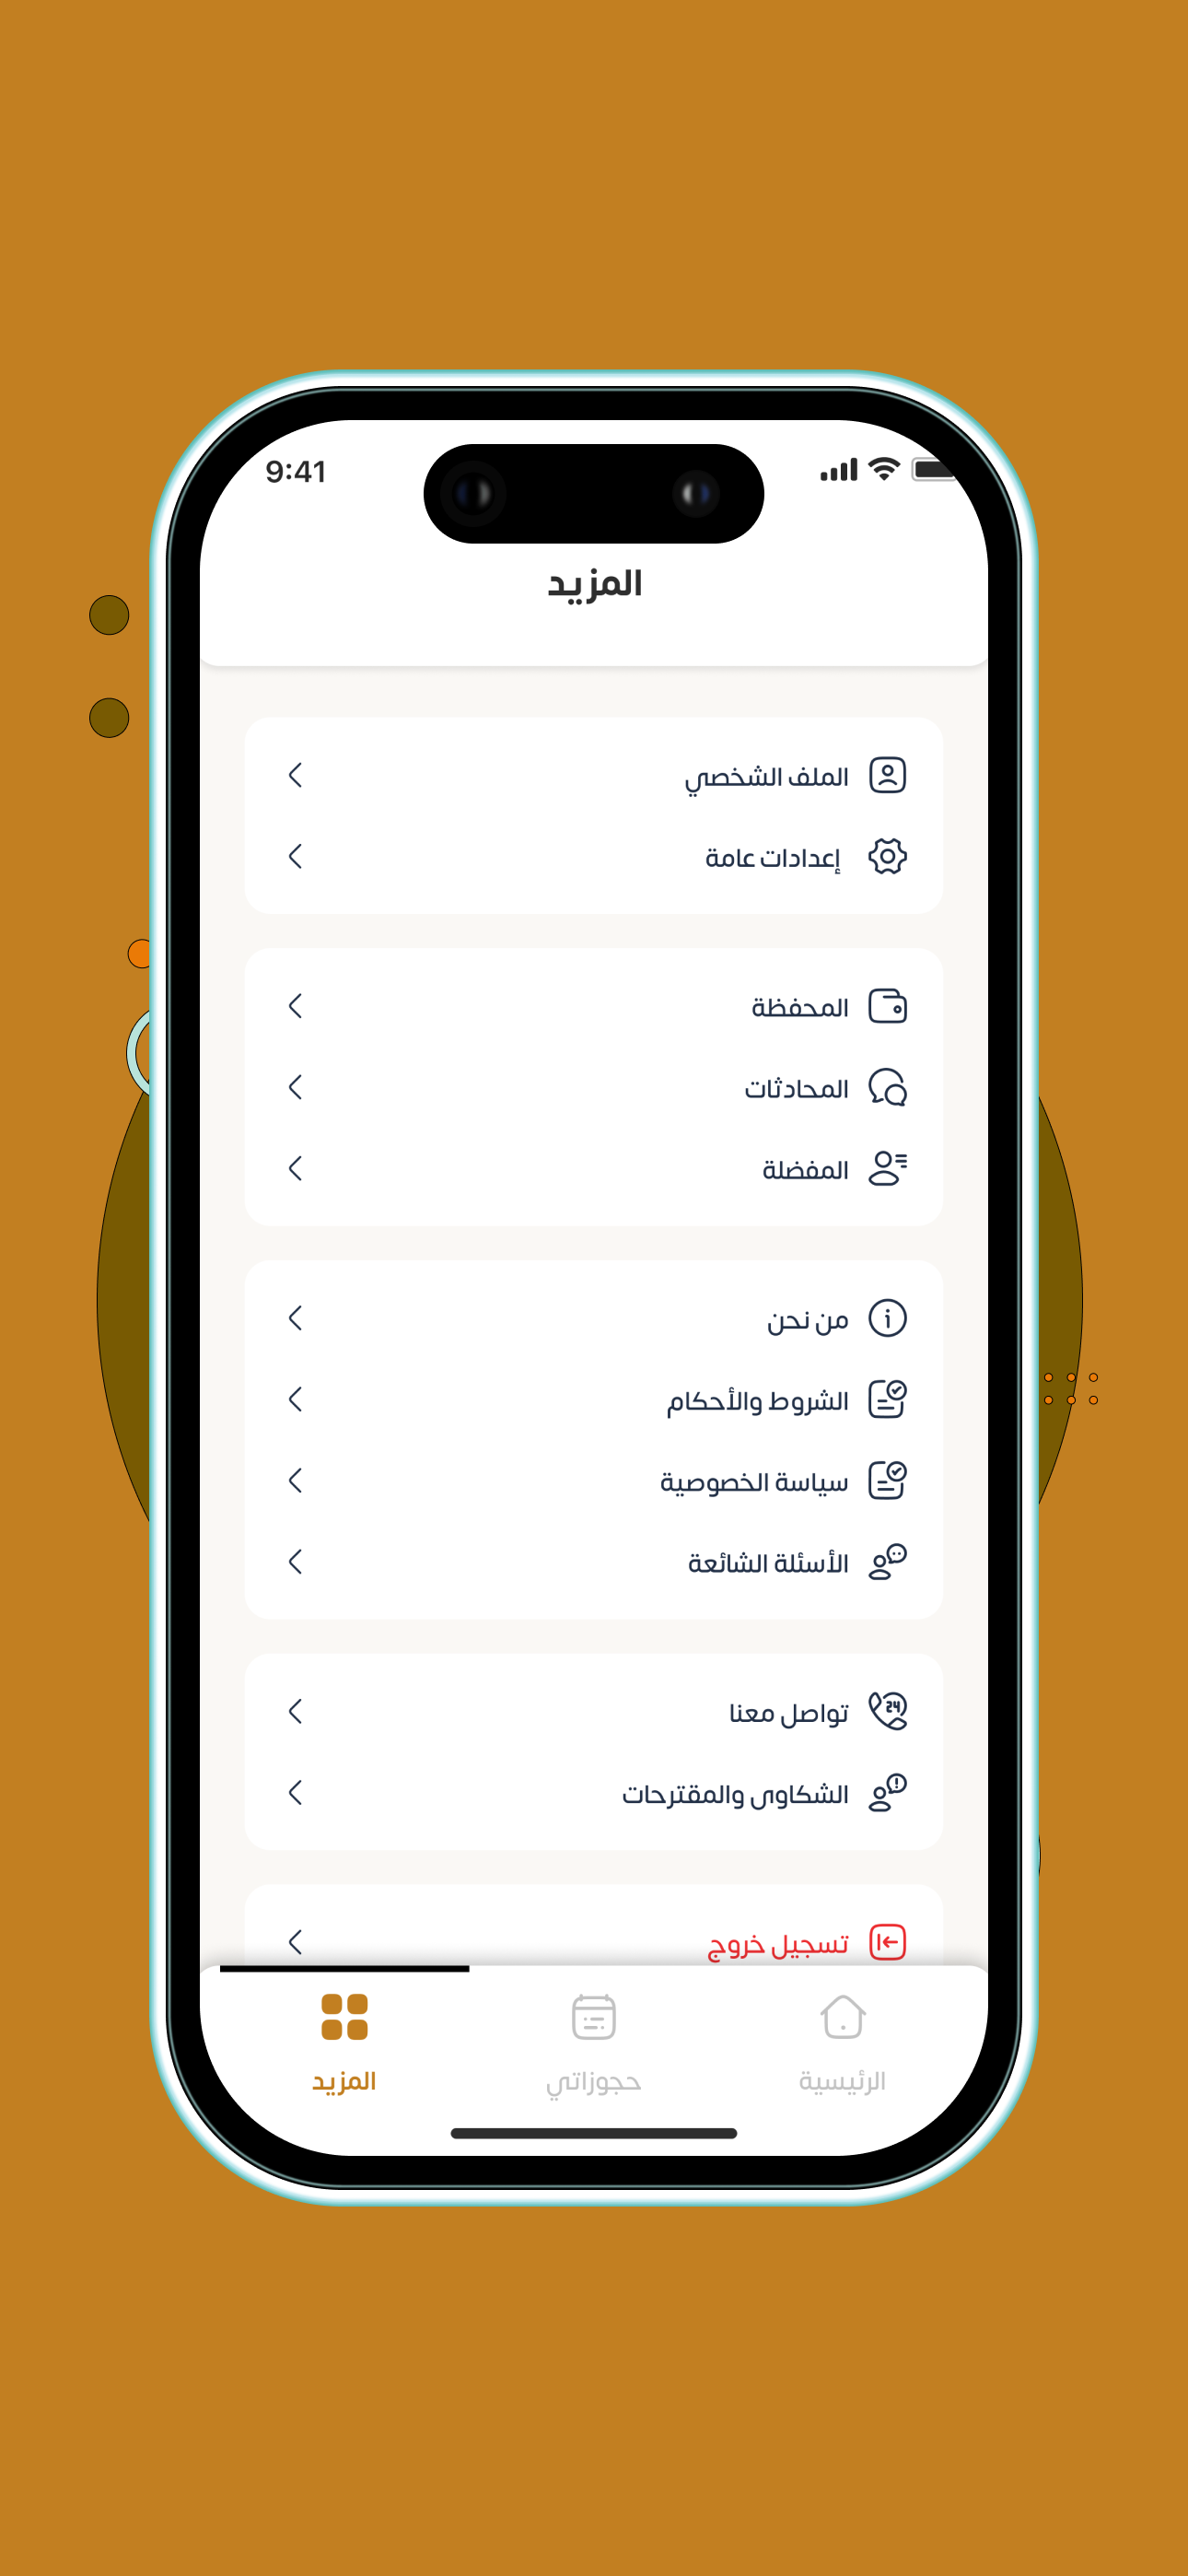 9:41
المزيد
الملف الشخصي
إعدادات عامة
المحفظة
المحادثات
المفضلة
من نحن
الشروط والأحكام
سياسة الخصوصية
الأسئلة الشائعة
24
تواصل معنا
الشكاوى والمقترحات
تسجيل خروج
الرئيسية
حجوزاتي
المزيد